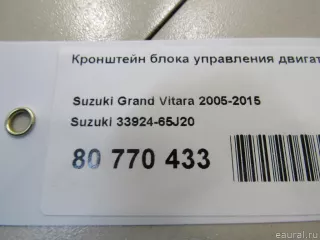 Кронштейн блока управления двигат
Suzuki Grand Vitara 2005-2015
Suzuki 33924-65J20
80 770 433
eaural.ru